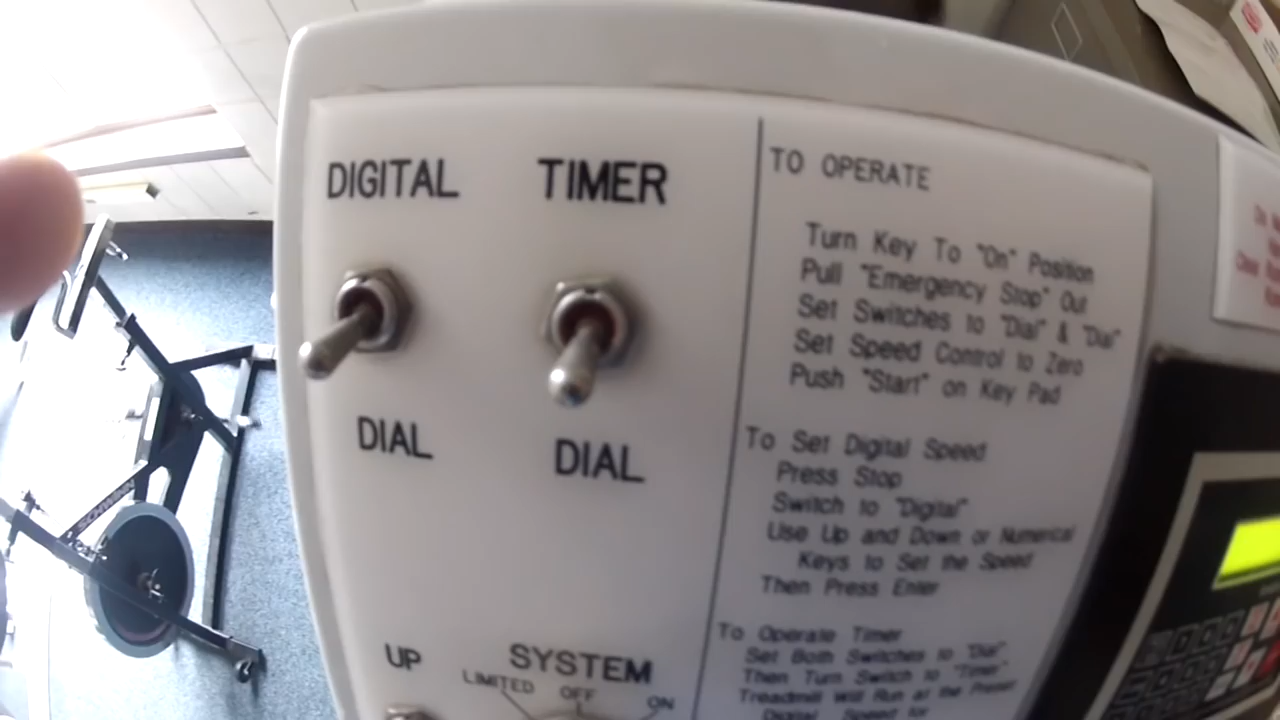 DIGITAL
TIMER
DIAL
DIAL
UP
SYSTEM
LIMITED
OFF
ON
TO OPERATE
Turn Key To "On" Position
Pull "Emergency Stop" Out
Set Switches to "Dial" & "Dial"
Set Speed Control to Zero
Push "Start" on Key Pad
To Set Digital Speed
Press Stop
Switch to "Digital"
Use Up and Down or Numerical
Keys to Set the Speed
Then Press Enter
To Operate Timer
Set Both Switches to "Dial"
Then Turn Switch to "Timer"
Treadmill Will Run at the Preset
Digital Speed for
SCHWINN